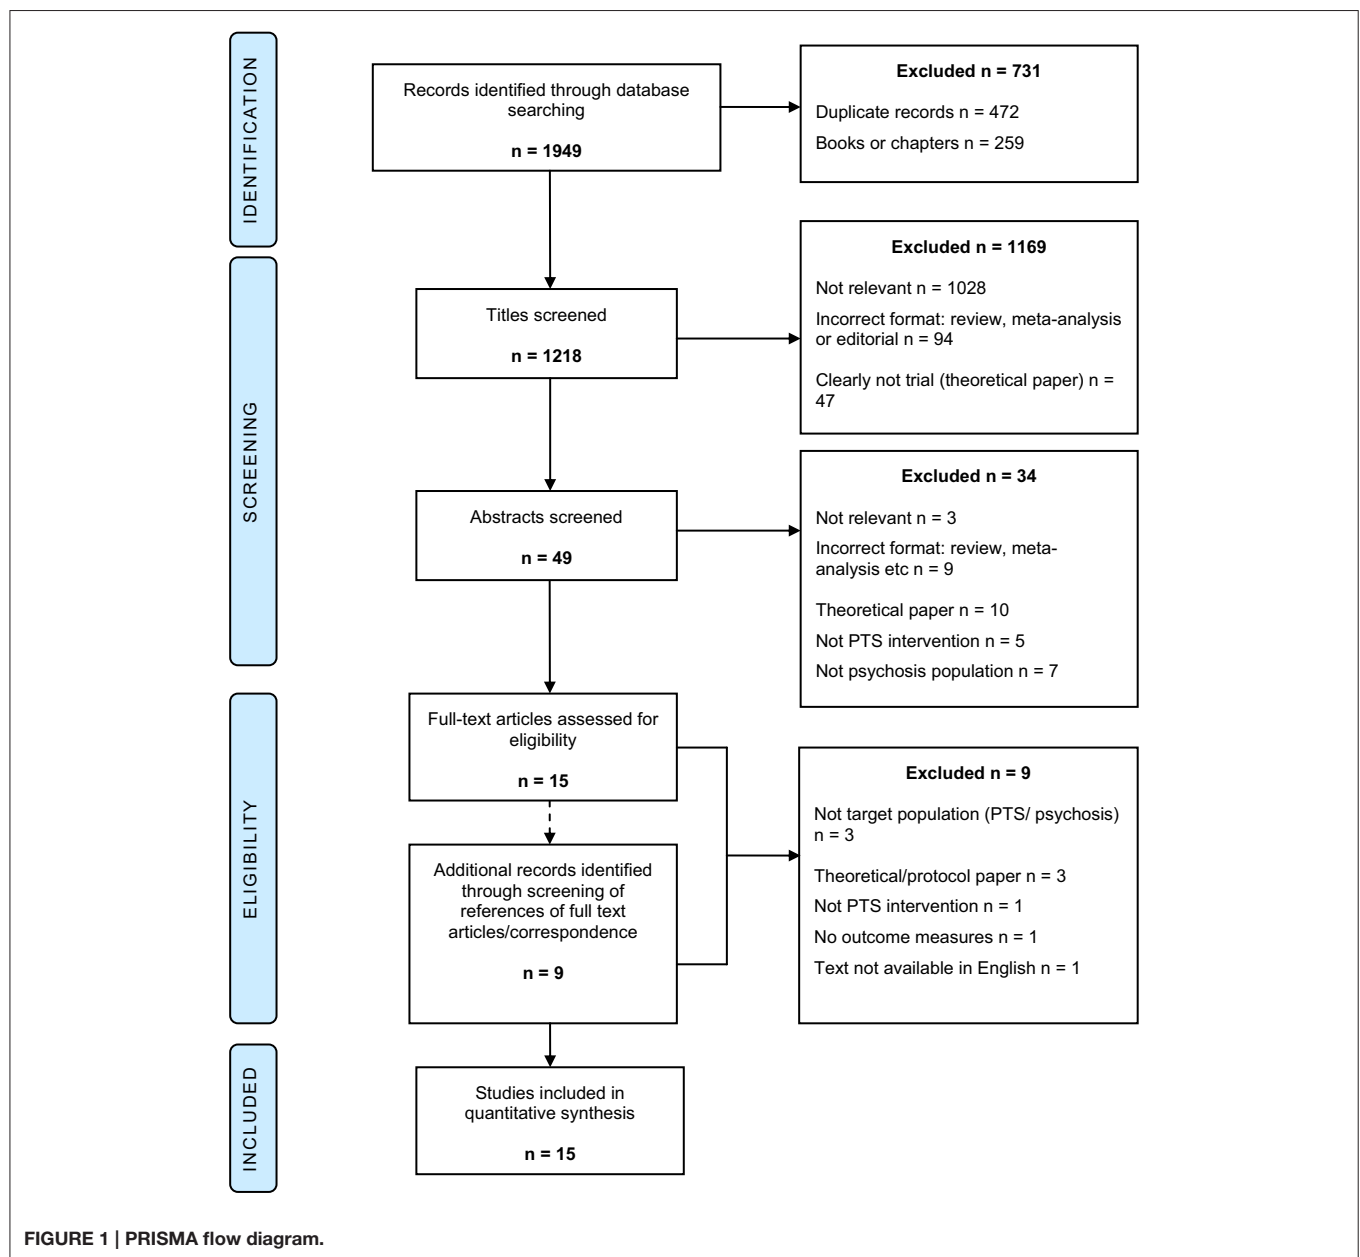 IDENTIFICATION
Records identified through database
searching
n = 1949
Excluded n = 731
Duplicate records n = 472
Books or chapters n = 259
SCREENING
Titles screened
n = 1218
Excluded n = 1169
Not relevant n = 1028
Incorrect format: review, meta-analysis
or editorial n = 94
Clearly not trial (theoretical paper) n =
47
Abstracts screened
n = 49
Excluded n = 34
Not relevant n = 3
Incorrect format: review, meta-
analysis etc n = 9
Theoretical paper n = 10
Not PTS intervention n = 5
Not psychosis population n = 7
ELIGIBILITY
Full-text articles assessed for
eligibility
n = 15
Additional records identified
through screening of
references of full text
articles/correspondence
n = 9
Excluded n = 9
Not target population (PTS/ psychosis)
n = 3
Theoretical/protocol paper n = 3
Not PTS intervention n = 1
No outcome measures n = 1
Text not available in English n = 1
INCLUDED
Studies included in
quantitative synthesis
n = 15
FIGURE 1 | PRISMA flow diagram.